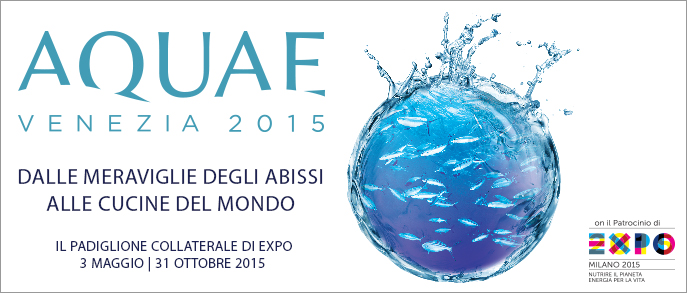 AQUAE
VENEZIA 2015
DALLE MERAVIGLIE DEGLI ABISSI
ALLE CUCINE DEL MONDO
IL PADIGLIONE COLLATERALE DI EXPO
3 MAGGIO | 31 OTTOBRE 2015
on il Patrocinio di
EXPO
MILANO 2015
NUTRIRE IL PIANETA
ENERGIA PER LA VITA